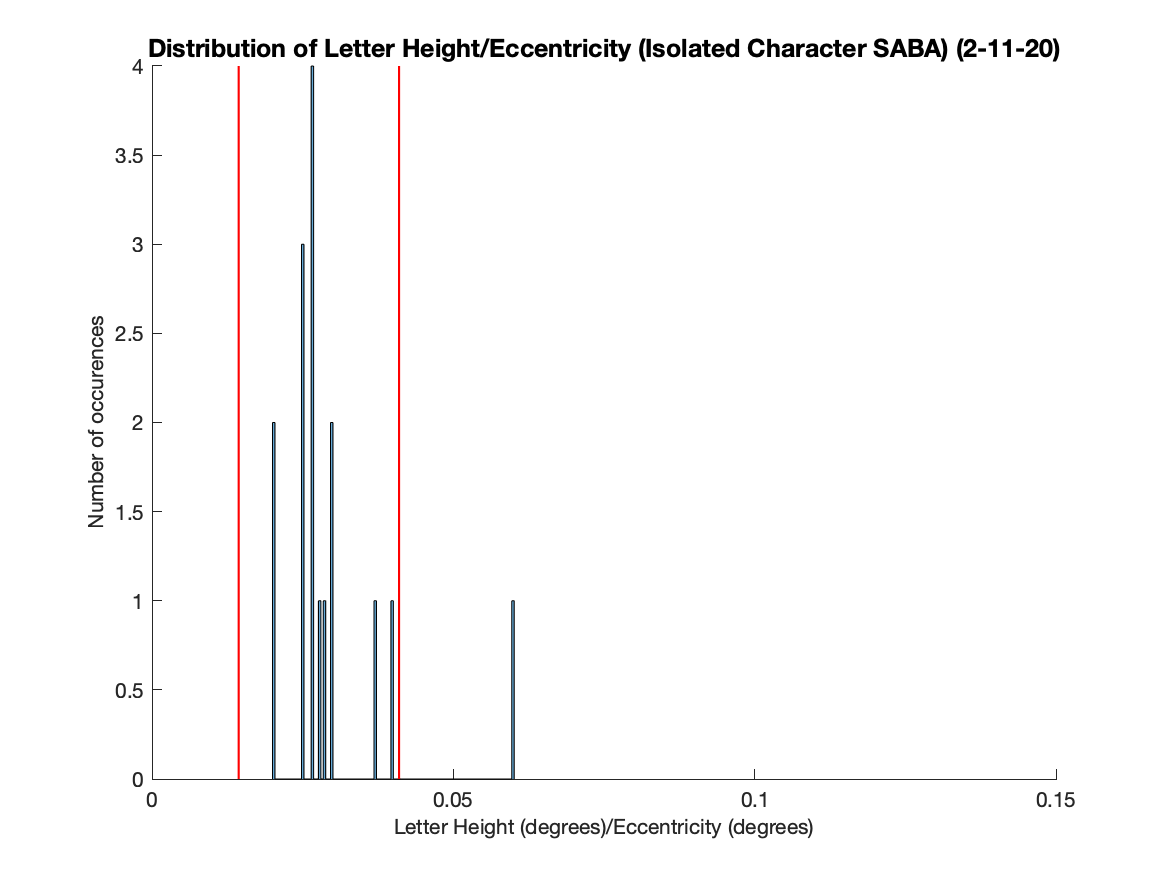 Distribution of Letter Height/Eccentricity (Isolated Character SABA) (2-11-20)
4
3.5
3
2.5
2
1.5
1
0.5
0
Number of occurences
0 0.05 0.1 0.15
Letter Height (degrees)/Eccentricity (degrees)